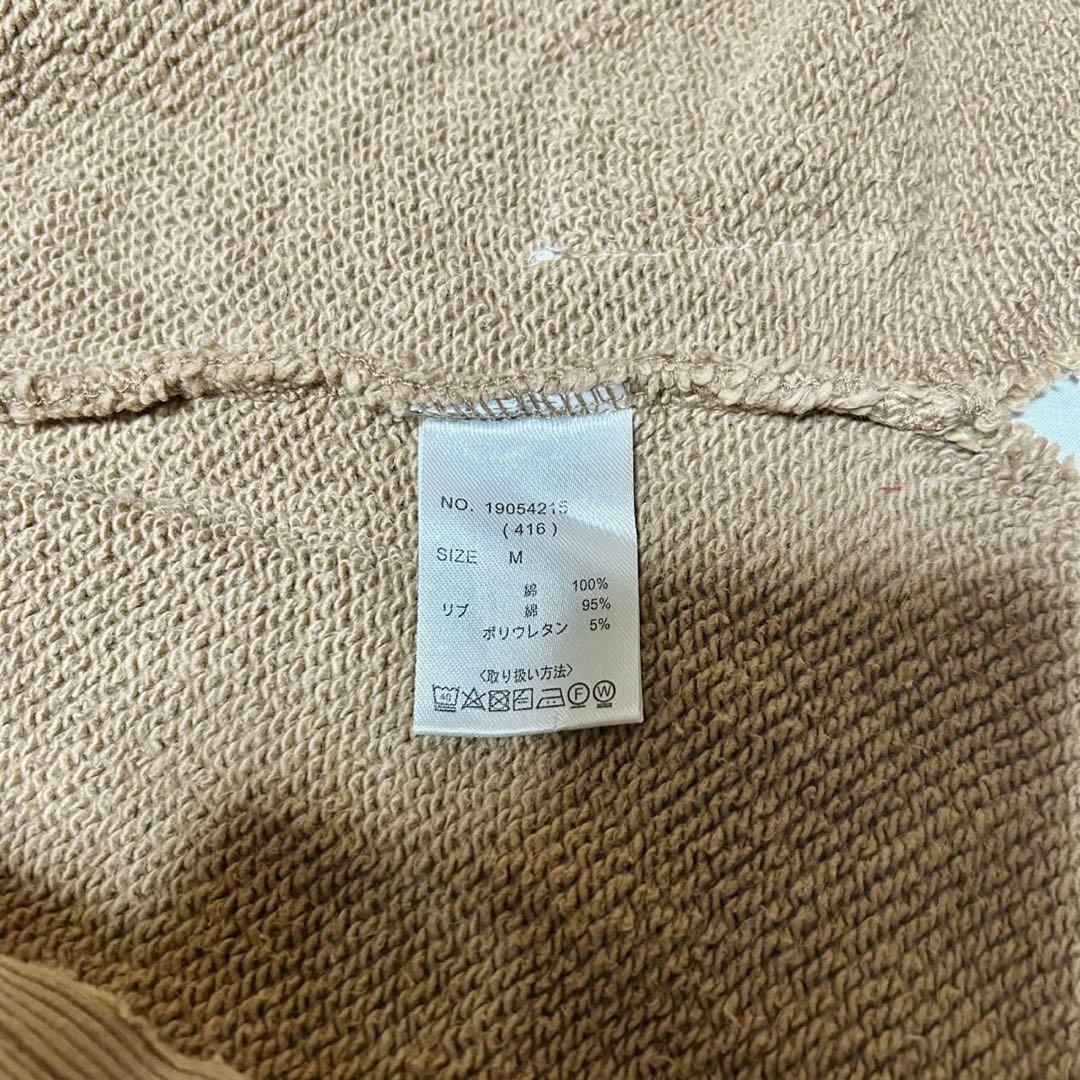 NO. 19054215
(416)
SIZE M
綿 100%
リブ 綿 95%
ポリウレタン 5%
〈取り扱い方法〉
40 F W